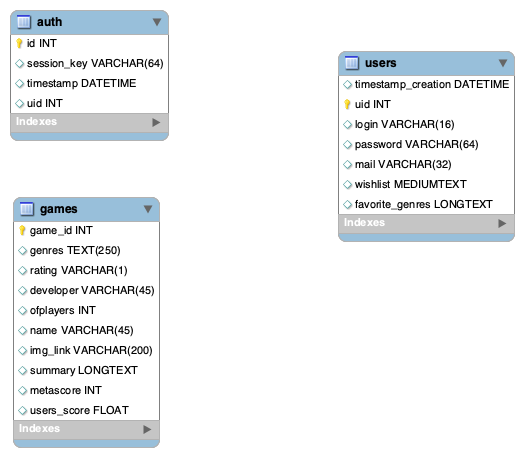 auth
id INT
session_key VARCHAR(64)
timestamp DATETIME
uid INT
Indexes
users
timestamp_creation DATETIME
uid INT
login VARCHAR(16)
password VARCHAR(64)
mail VARCHAR(32)
wishlist MEDIUMTEXT
favorite_genres LONGTEXT
Indexes
games
game_id INT
genres TEXT(250)
rating VARCHAR(1)
developer VARCHAR(45)
ofplayers INT
name VARCHAR(45)
img_link VARCHAR(200)
summary LONGTEXT
metascore INT
users_score FLOAT
Indexes